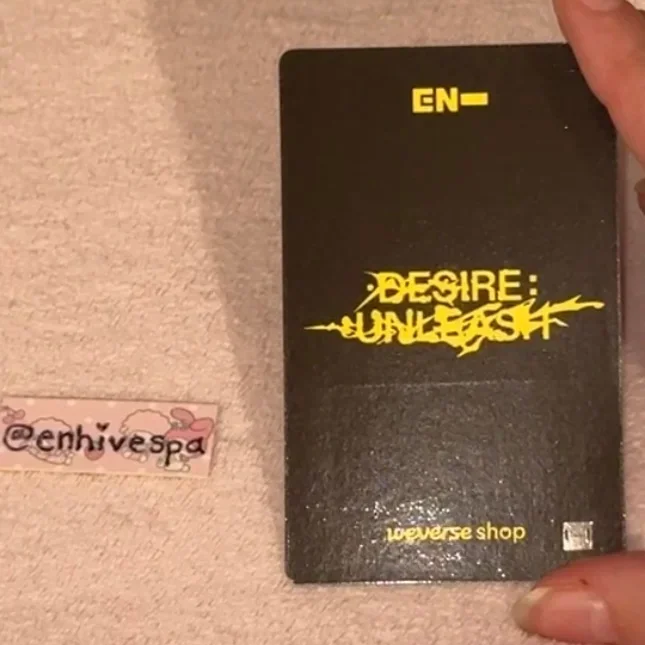 EN-
DESIRE:
UNLEASH
@enhivespa
weverse shop